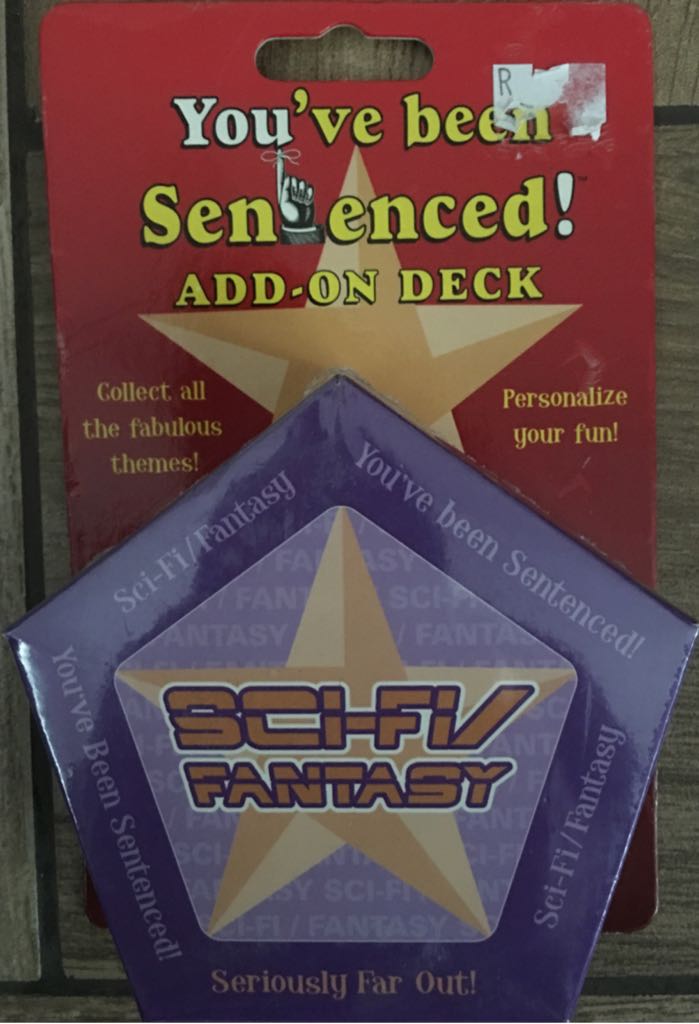 R
You've been
Sentenced!™
ADD-ON DECK
Collect all
the fabulous
themes!
Personalize
your fun!
Sci-Fi/Fantasy
You've been Sentenced!
You've Been Sentenced!
SCI-FI/
FANTASY
Sci-Fi/Fantasy
Seriously Far Out!